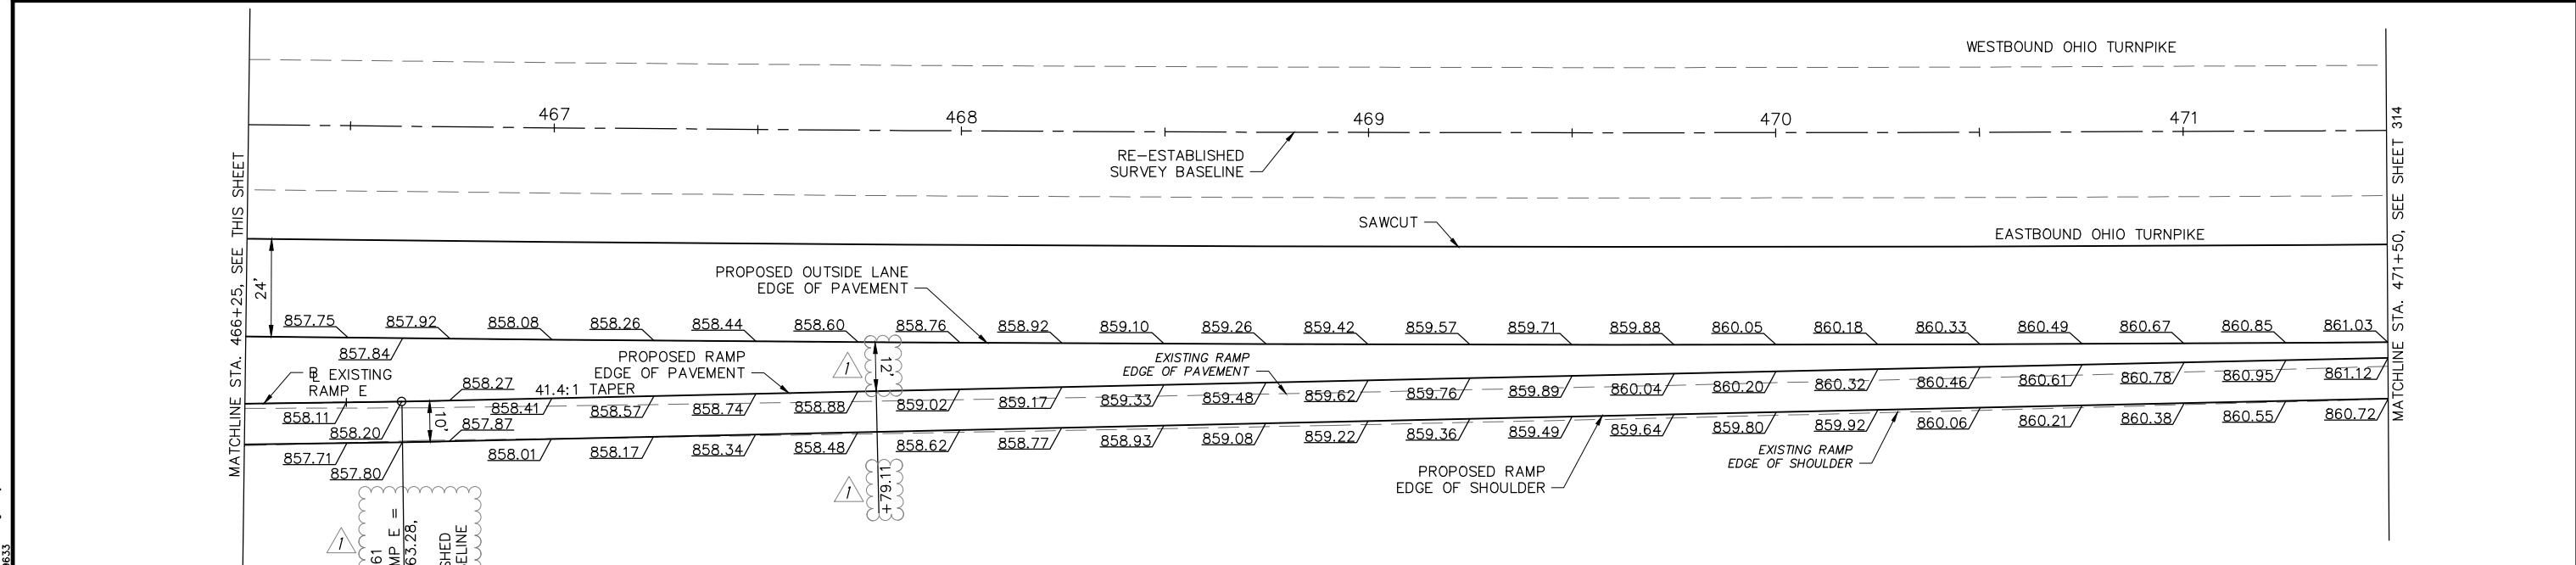 WESTBOUND OHIO TURNPIKE
467
468
469
470
471
RE-ESTABLISHED
SURVEY BASELINE
SAWCUT
EASTBOUND OHIO TURNPIKE
MATCHLINE STA. 466+25, SEE THIS SHEET
MATCHLINE STA. 471+50, SEE SHEET 314
24'
PROPOSED OUTSIDE LANE
EDGE OF PAVEMENT
857.75 857.92 858.08 858.26 858.44 858.60 858.76 858.92 859.10 859.26 859.42 859.57 859.71 859.88 860.05 860.18 860.33 860.49 860.67 860.85 861.03
857.84
PROPOSED RAMP
EDGE OF PAVEMENT
1
12'
EXISTING RAMP
EDGE OF PAVEMENT
BL EXISTING
RAMP E
858.27
41.4:1 TAPER
858.11 858.20 858.41 858.57 858.74 858.88 859.02 859.17 859.33 859.48 859.62 859.76 859.89 860.04 860.20 860.32 860.46 860.61 860.78 860.95 861.12
10'
857.87
857.71 857.80 858.01 858.17 858.34 858.48 858.62 858.77 858.93 859.08 859.22 859.36 859.49 859.64 859.80 859.92 860.06 860.21 860.38 860.55 860.72
EXISTING RAMP
EDGE OF SHOULDER
PROPOSED RAMP
EDGE OF SHOULDER
1
+79.11
1
61
MP E =
63.28,
SHED
ELINE
0633